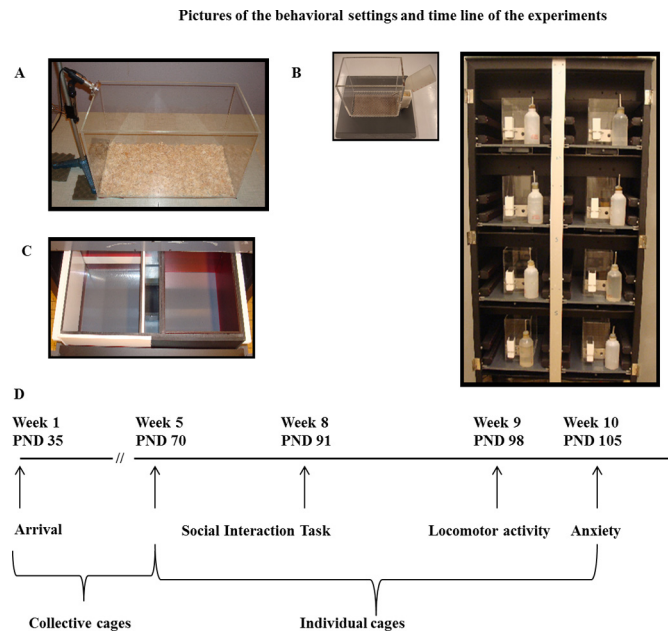 Pictures of the behavioral settings and time line of the experiments
A
B
C
D
Week 1
PND 35
Week 5
PND 70
Week 8
PND 91
Week 9
PND 98
Week 10
PND 105
//
Arrival
Social Interaction Task
Locomotor activity
Anxiety
Collective cages
Individual cages